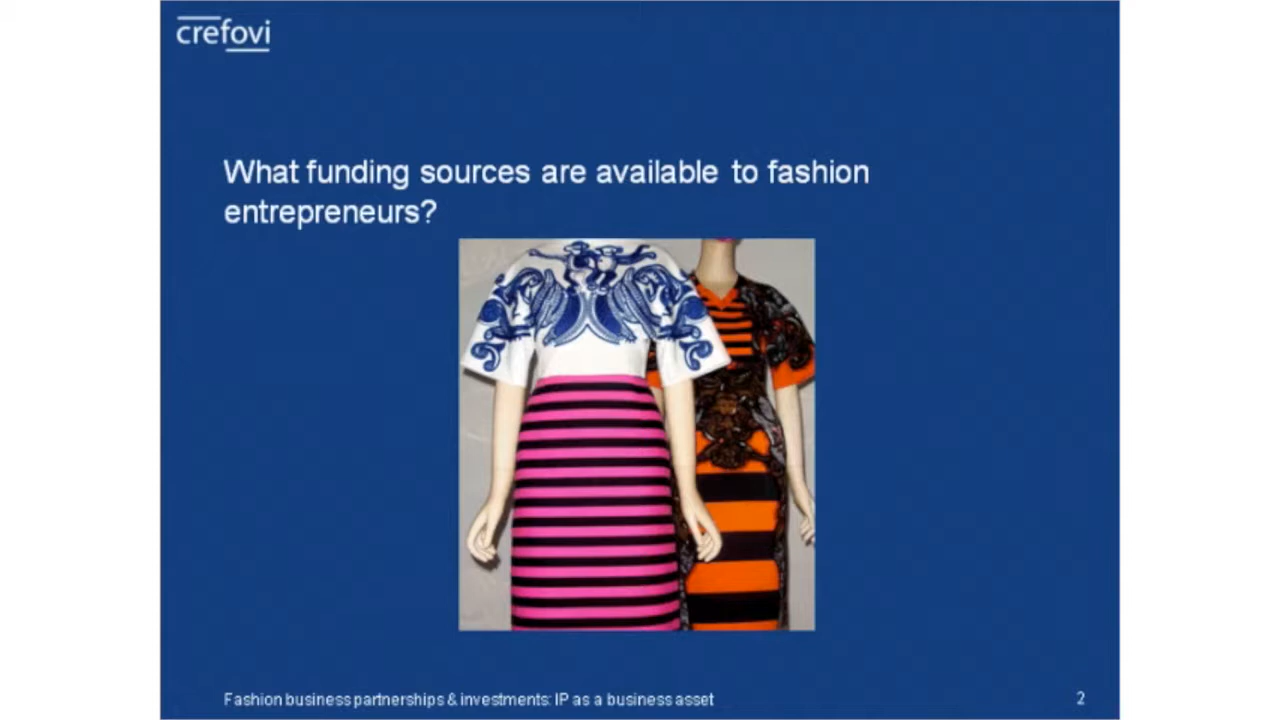 crefovi
What funding sources are available to fashion
entrepreneurs?
Fashion business partnerships & investments: IP as a business asset
2